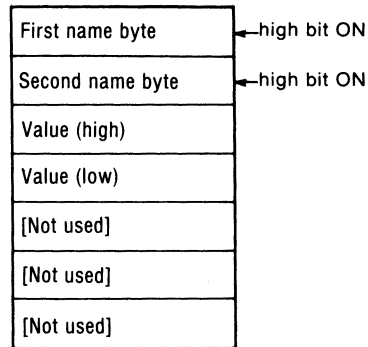 First name byte high bit ON
Second name byte high bit ON
Value (high)
Value (low)
[Not used]
[Not used]
[Not used]